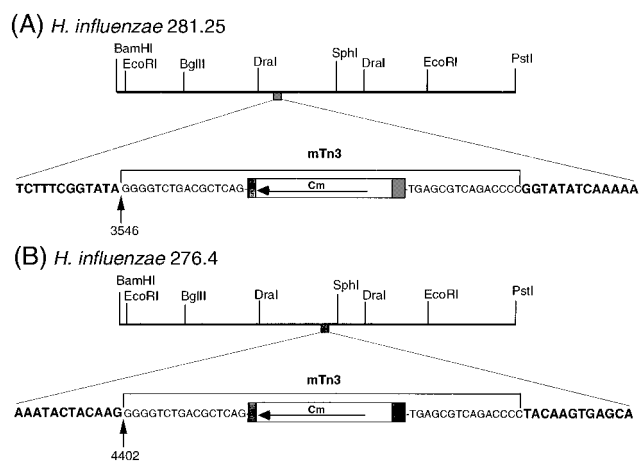 (A) H. influenzae 281.25
BamHI EcoRI BglII DraI SphI DraI EcoRI PstI
mTn3
TCTTTCGGTATA GGGGTCTGACGCTCAG Cm TGAGCGTCAGACCCC GGTATATCAAAAA
3546
(B) H. influenzae 276.4
BamHI EcoRI BglII DraI SphI DraI EcoRI PstI
mTn3
AAATACTACAAG GGGGTCTGACGCTCAG Cm TGAGCGTCAGACCCC TACAAGTGAGCA
4402